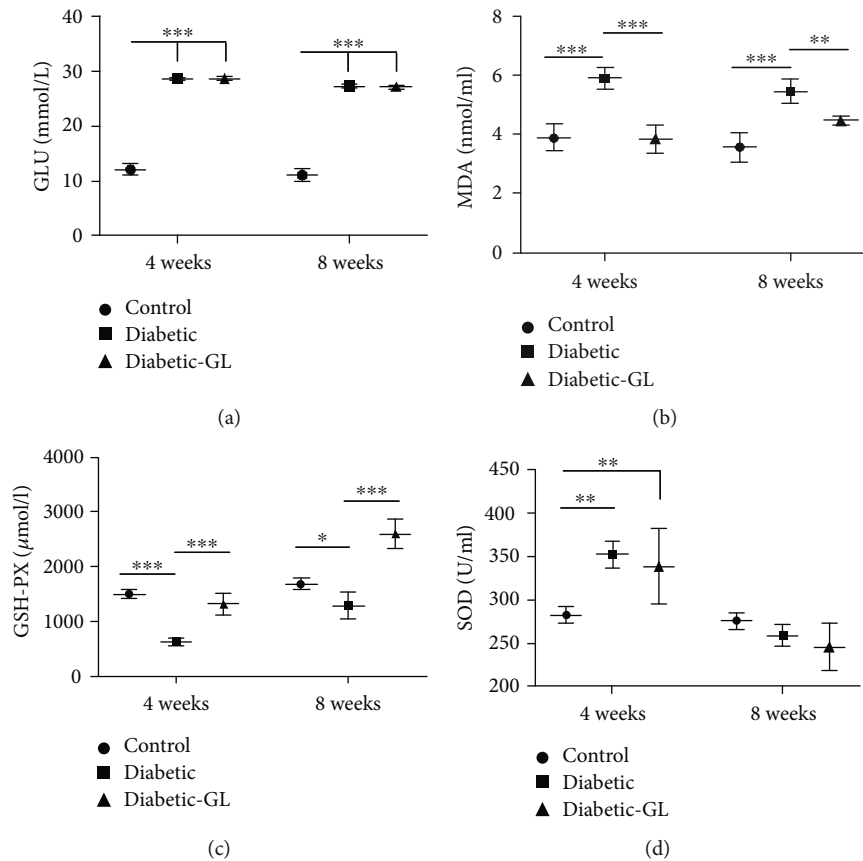 40
30
20
10
0
GLU (mmol/L)
***
***
4 weeks
8 weeks
Control
Diabetic
Diabetic-GL
(a)
8
6
4
2
0
MDA (nmol/ml)
***
***
***
**
4 weeks
8 weeks
Control
Diabetic
Diabetic-GL
(b)
4000
3000
2000
1000
0
GSH-PX (μmol/l)
***
***
*
***
4 weeks
8 weeks
Control
Diabetic
Diabetic-GL
(c)
450
400
350
300
250
200
SOD (U/ml)
**
**
4 weeks
8 weeks
Control
Diabetic
Diabetic-GL
(d)